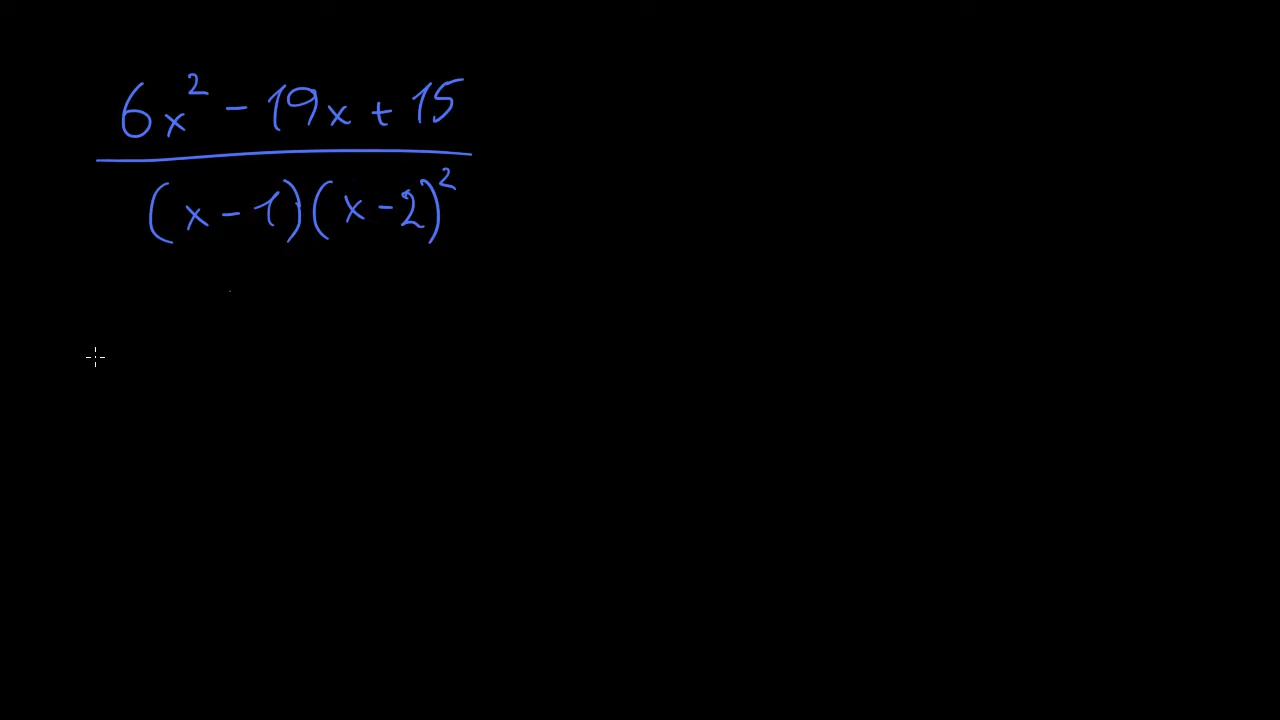 6x² - 19x + 15
(x - 1)(x - 2)²